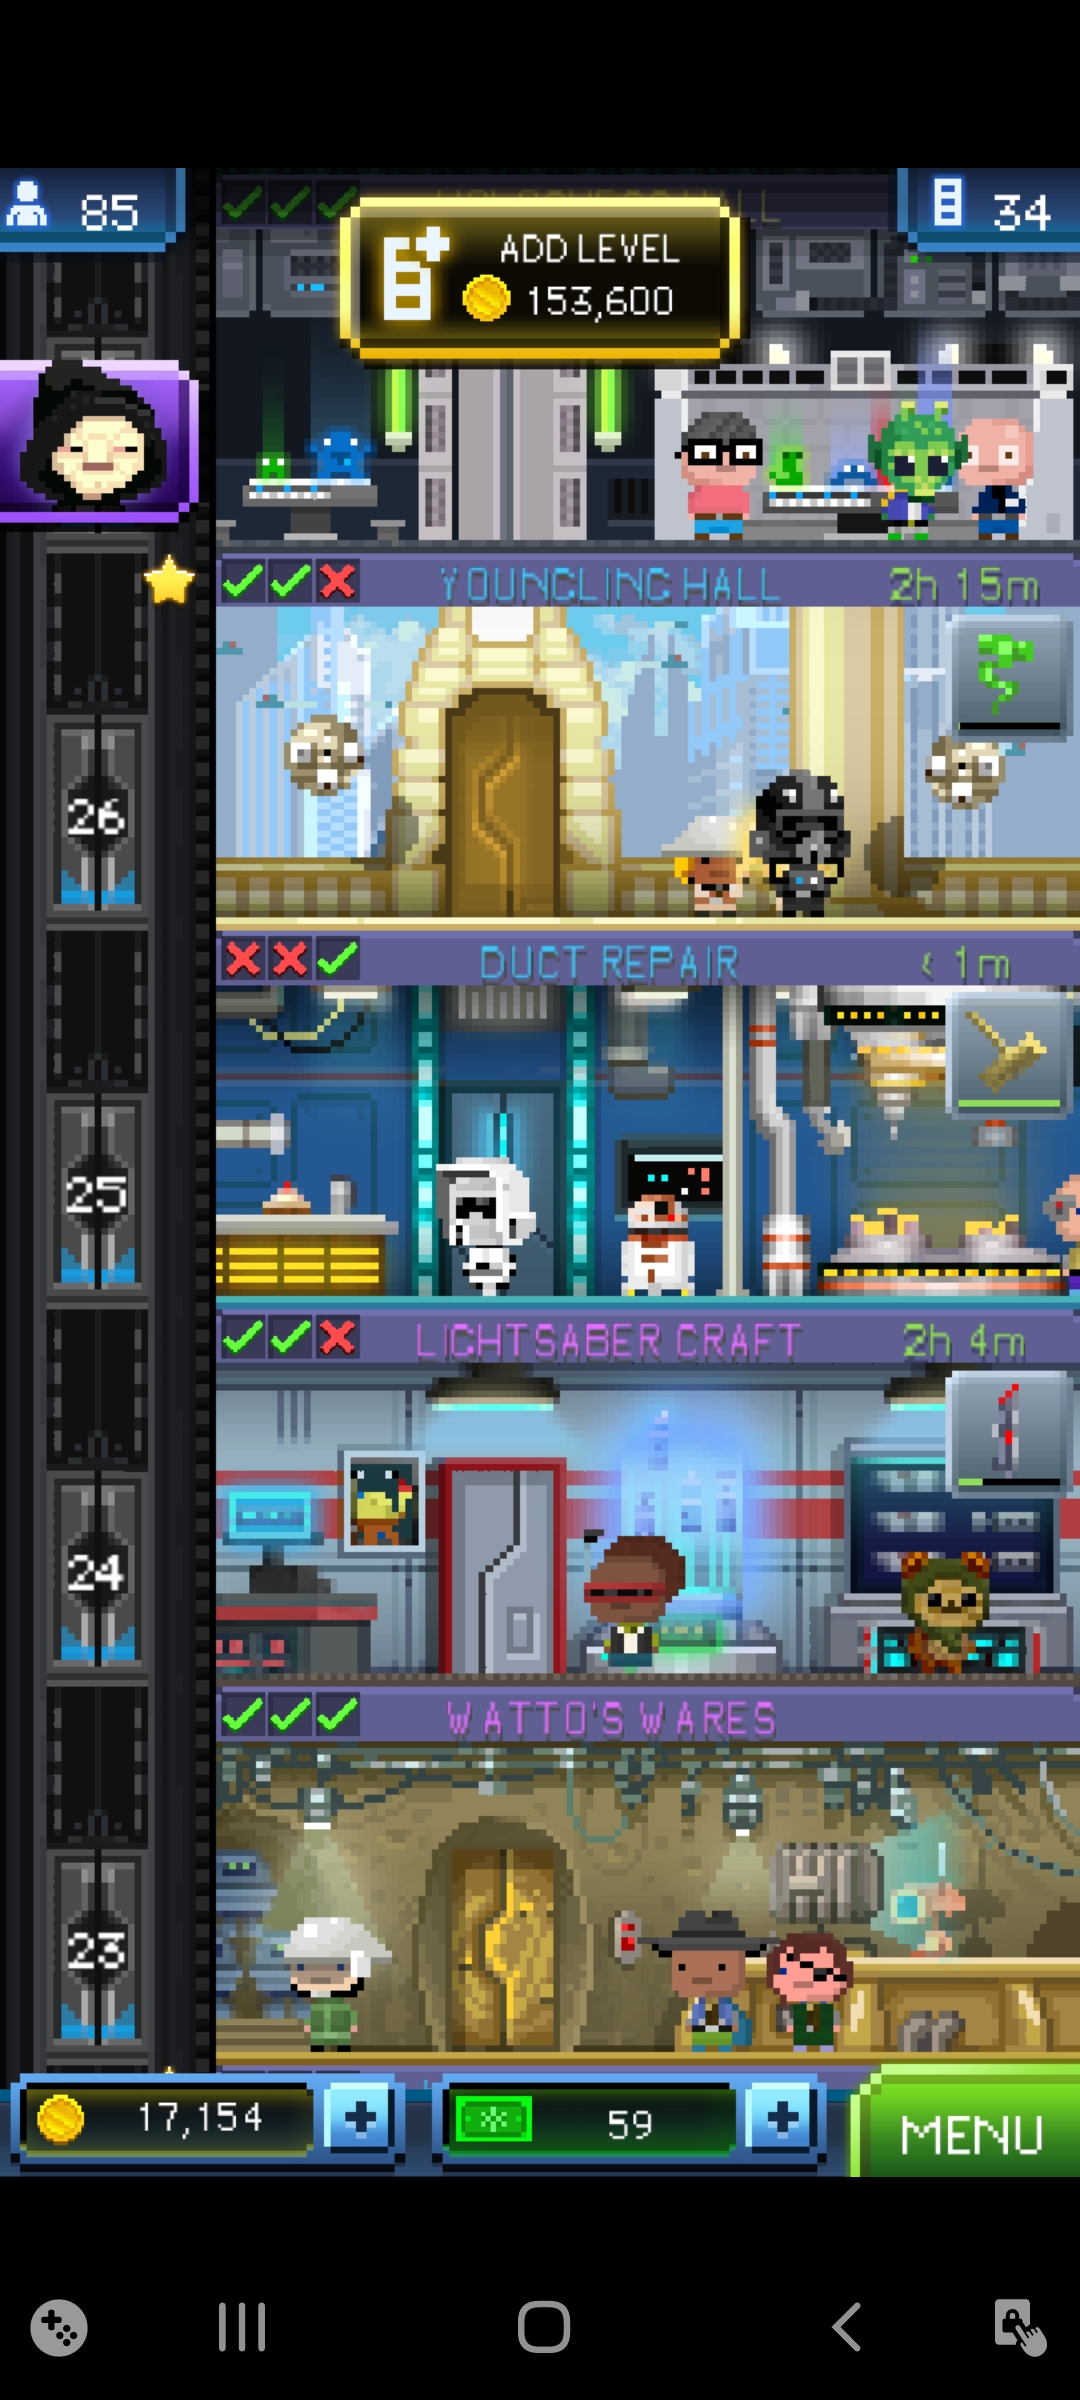 85
34
ADD LEVEL
153,600
YOUNGLING HALL
2h 15m
26
DUCT REPAIR
< 1m
25
LIGHTSABER CRAFT
2h 4m
24
WATTO'S WARES
23
17,154
59
MENU